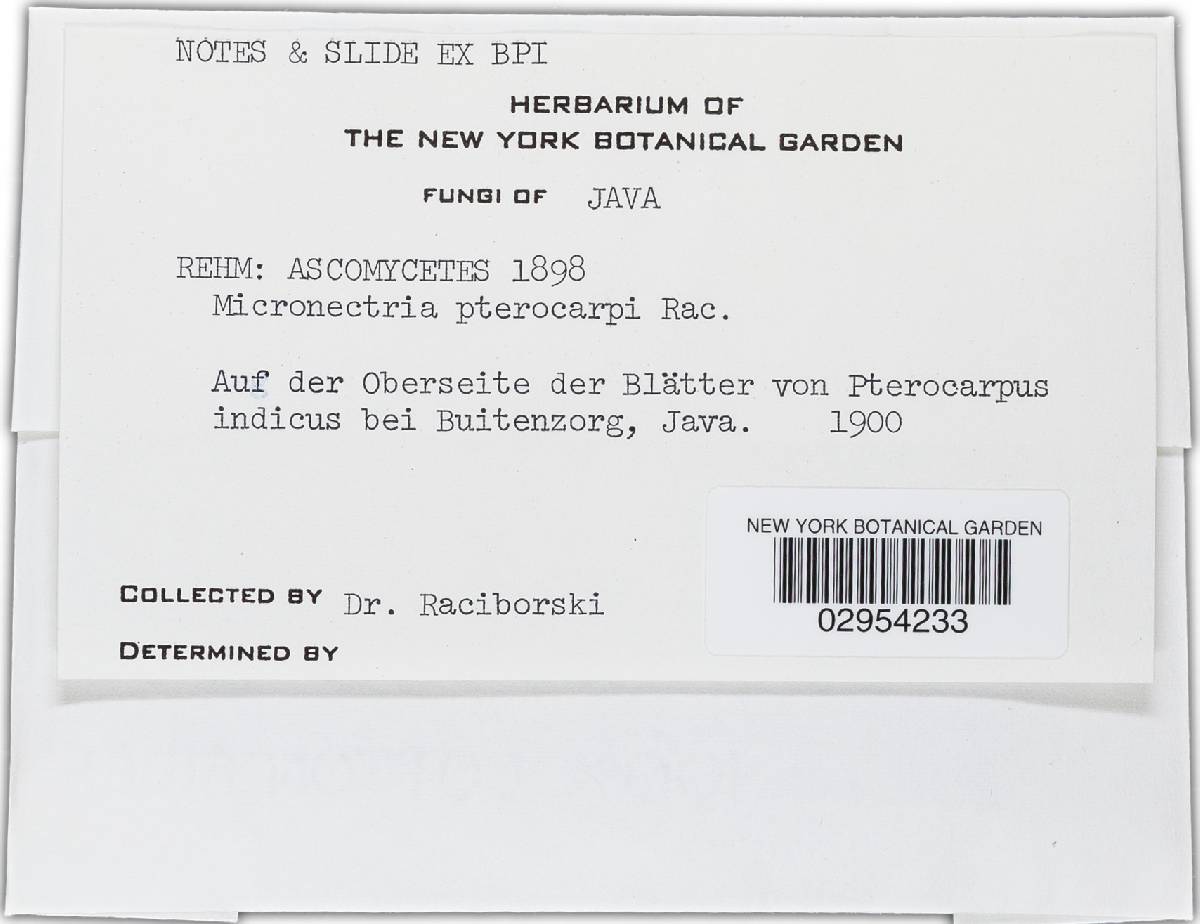 NOTES & SLIDE EX BPI
HERBARIUM OF
THE NEW YORK BOTANICAL GARDEN
FUNGI OF JAVA
REHM: ASCOMYCETES 1898
Micronectria pterocarpi Rac.
Auf der Oberseite der Blätter von Pterocarpus
indicus bei Buitenzorg, Java. 1900
NEW YORK BOTANICAL GARDEN
02954233
COLLECTED BY Dr. Raciborski
DETERMINED BY